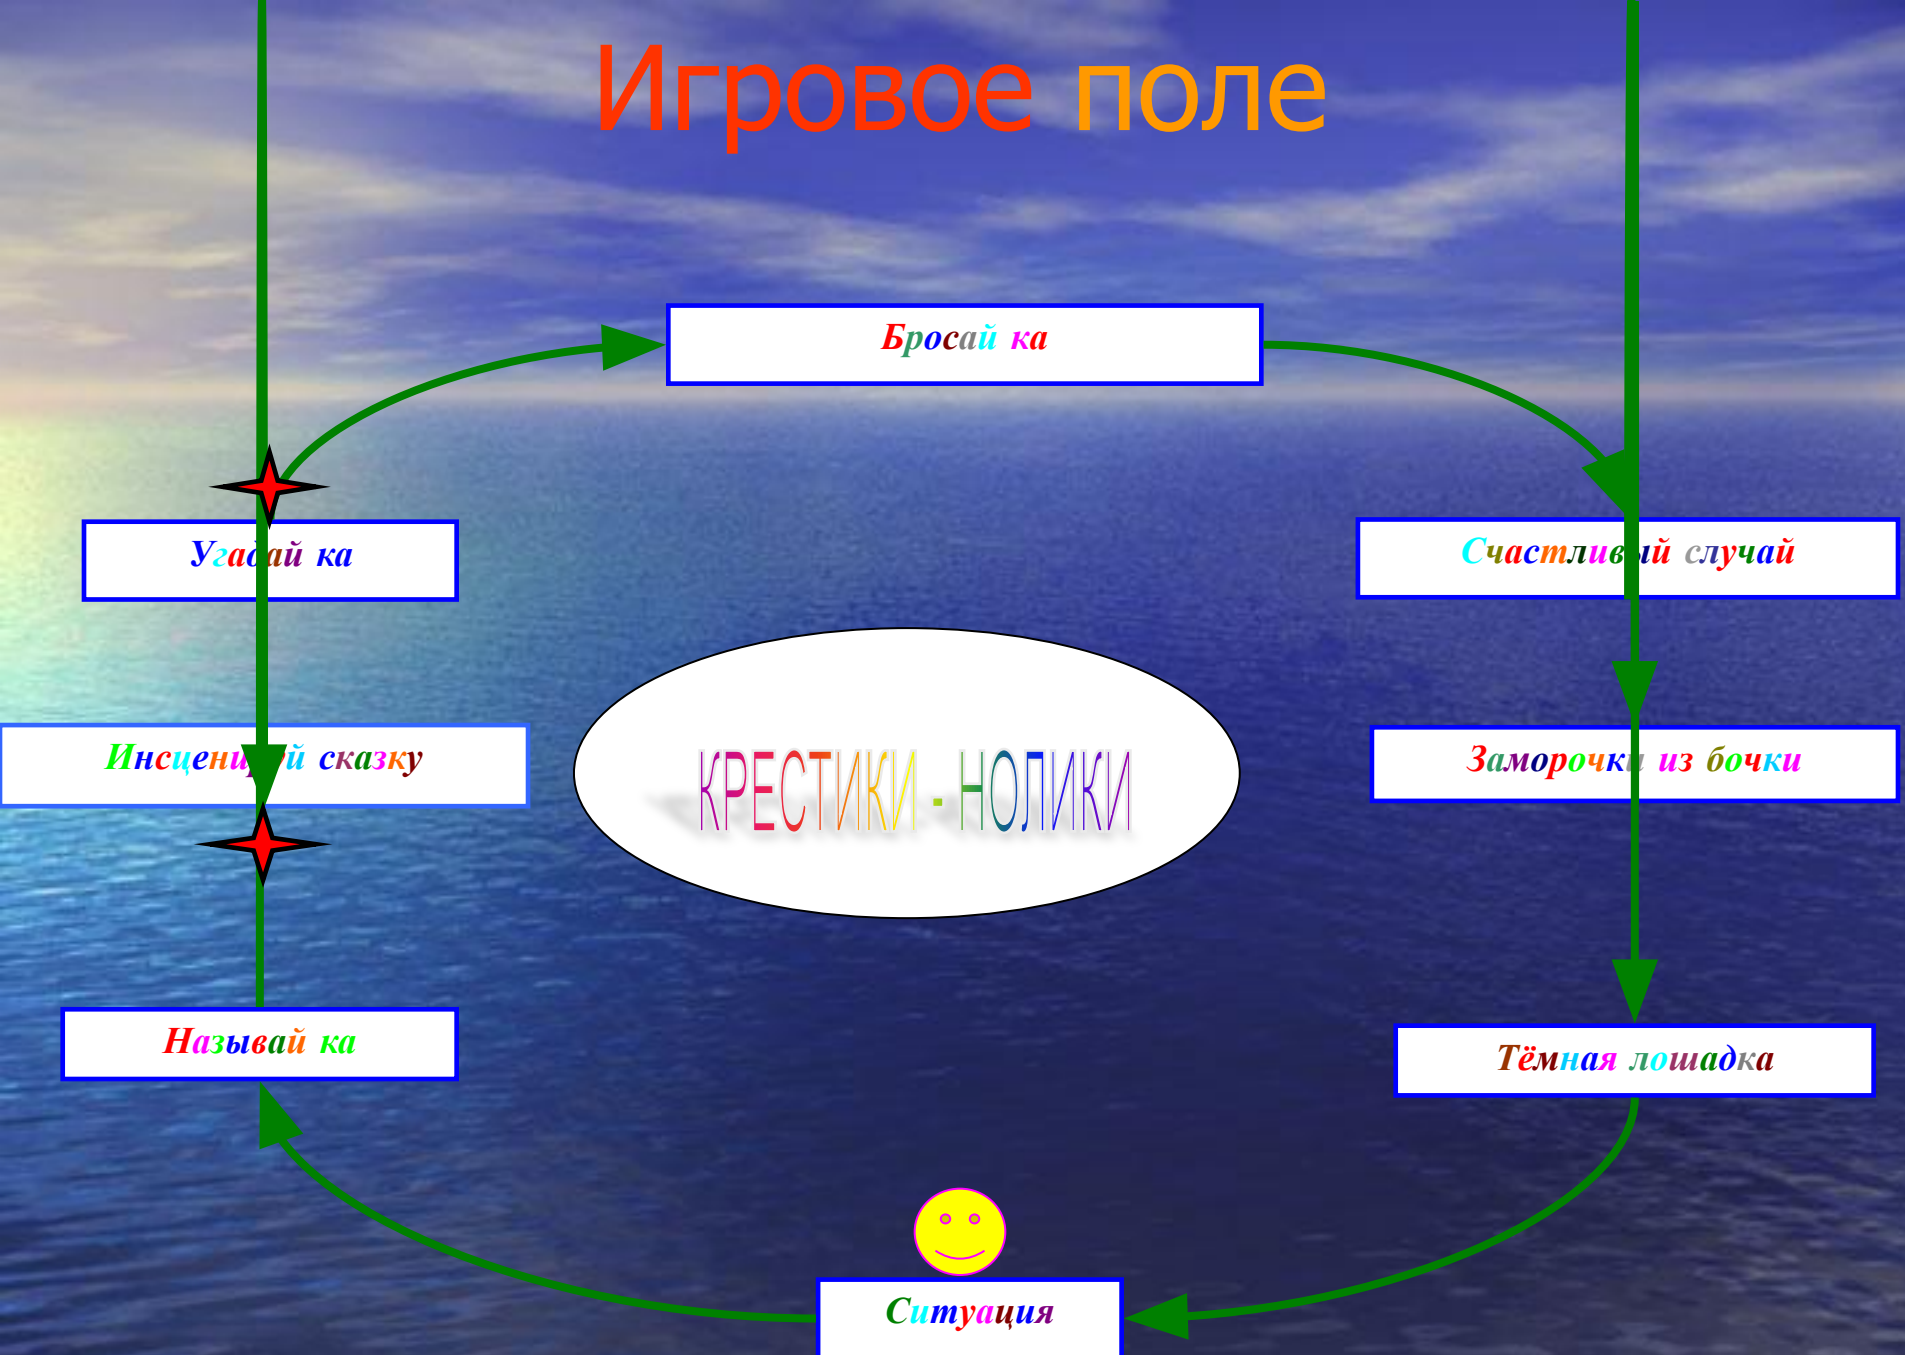 Игровое поле
Бросай ка
Угадай ка
Счастливый случай
Инсценируй сказку
КРЕСТИКИ - НОЛИКИ
Заморочки из бочки
Называй ка
Тёмная лошадка
Ситуация